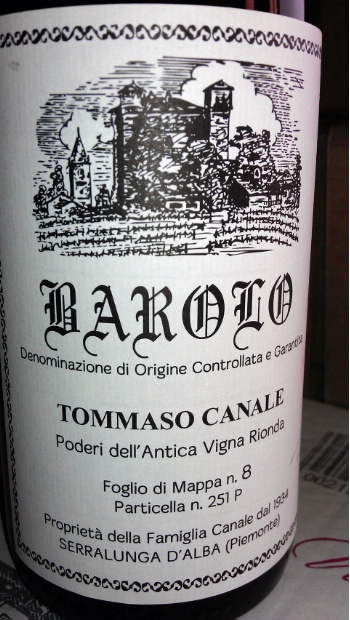 BAROLO
Denominazione di Origine Controllata e Garantita
TOMMASO CANALE
Poderi dell'Antica Vigna Rionda
Foglio di Mappa n. 8
Particella n. 251 P
Proprietà della Famiglia Canale dal 1934
SERRALUNGA D'ALBA (Piemonte)